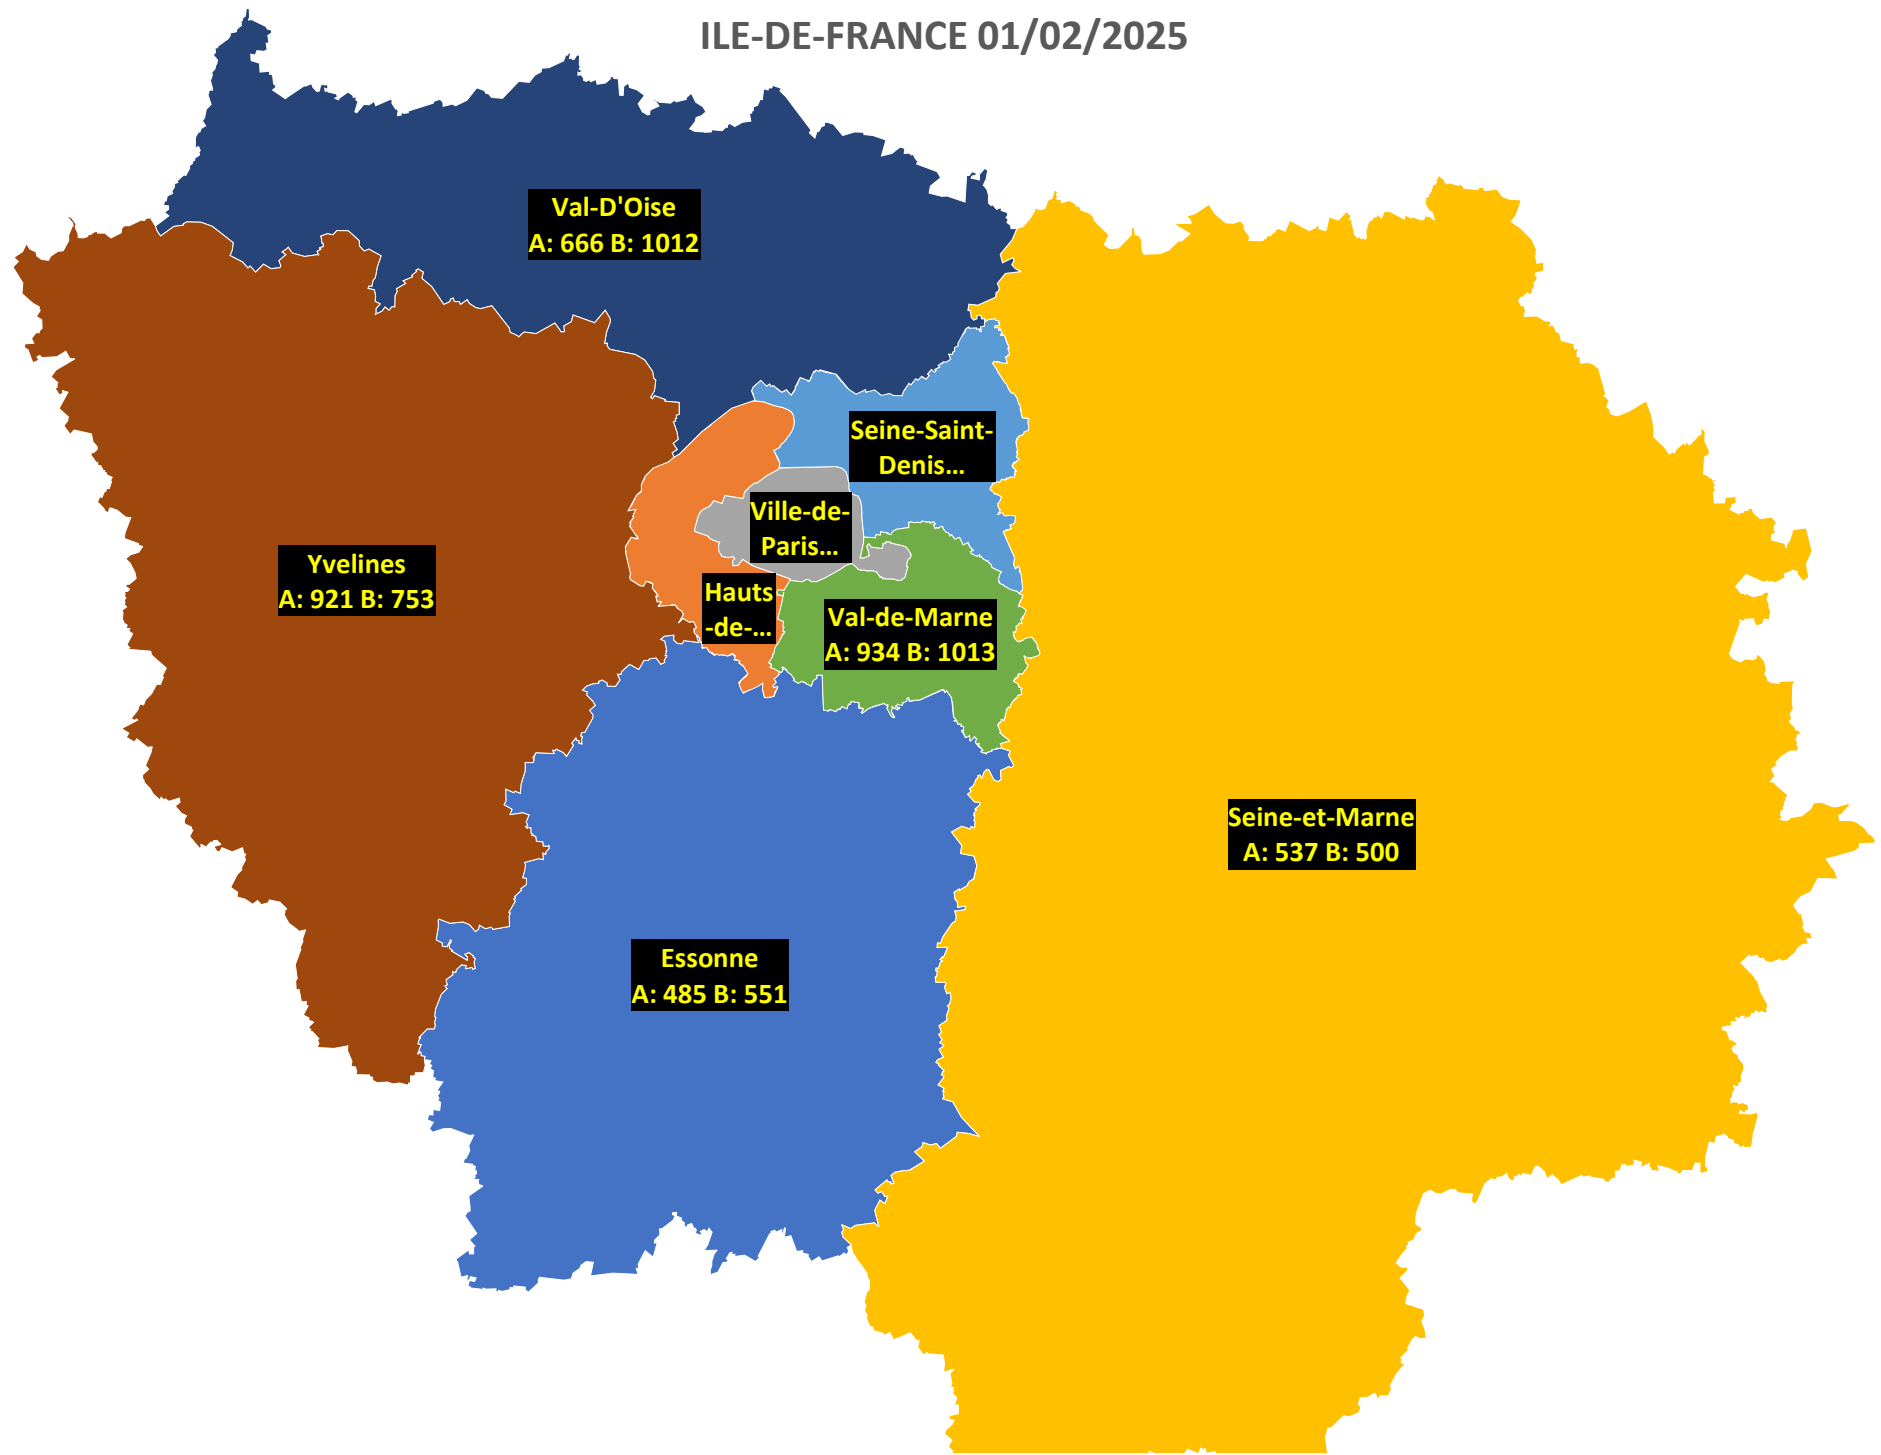 ILE-DE-FRANCE 01/02/2025
Val-D'Oise
A: 666 B: 1012
Seine-Saint-
Denis...
Ville-de-
Paris...
Yvelines
A: 921 B: 753
Hauts
-de-...
Val-de-Marne
A: 934 B: 1013
Seine-et-Marne
A: 537 B: 500
Essonne
A: 485 B: 551